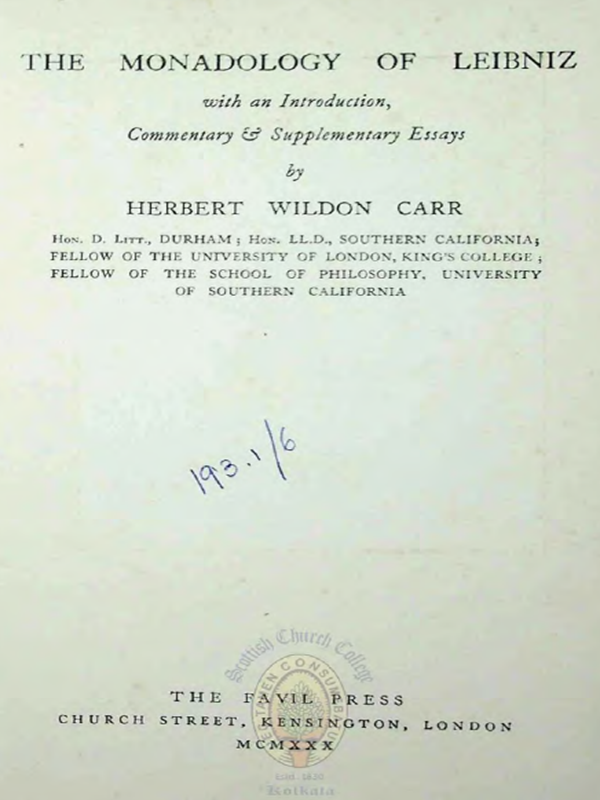 THE MONADOLOGY OF LEIBNIZ
with an Introduction,
Commentary & Supplementary Essays
by
HERBERT WILDON CARR
HON. D. LITT., DURHAM; HON. LL.D., SOUTHERN CALIFORNIA;
FELLOW OF THE UNIVERSITY OF LONDON, KING'S COLLEGE;
FELLOW OF THE SCHOOL OF PHILOSOPHY, UNIVERSITY
OF SOUTHERN CALIFORNIA
193.1/6
Scottish Church College
THE FAVIL PRESS
CHURCH STREET, KENSINGTON, LONDON
MCMXXX
Estd. 1830
Kolkata